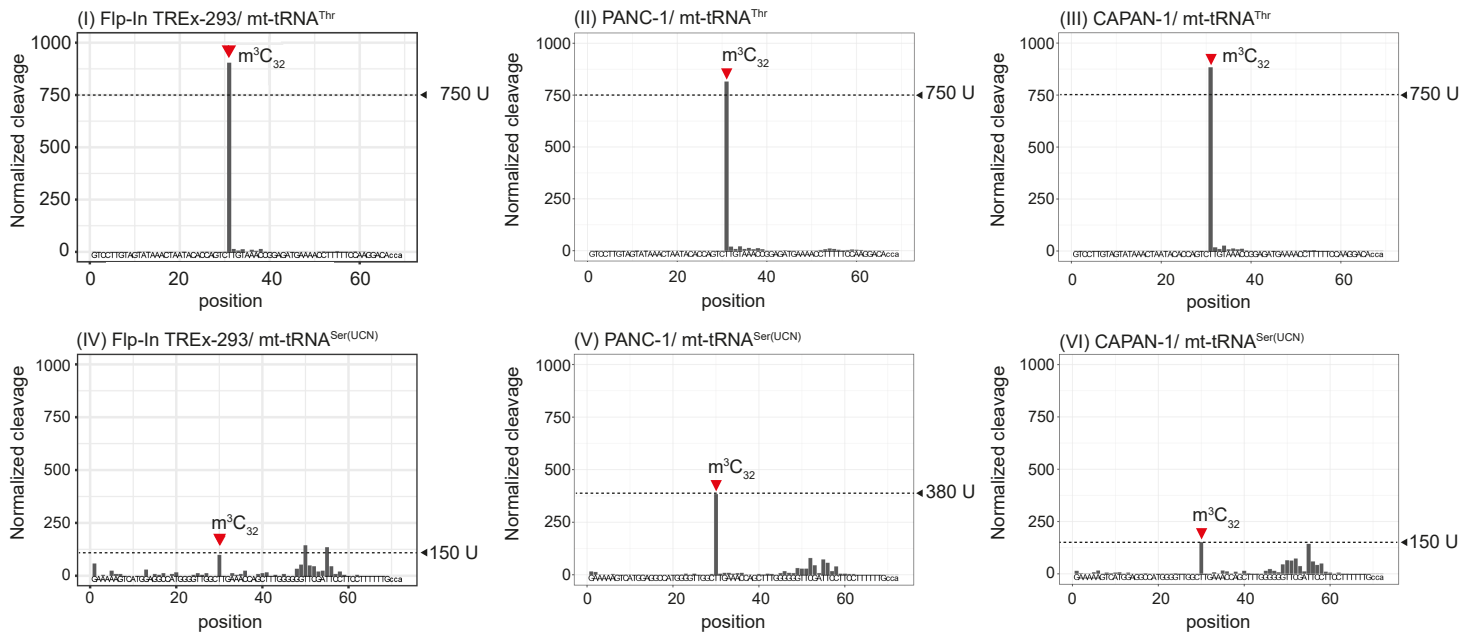 (I) Flp-In TREx-293/ mt-tRNAThr
Normalized cleavage
1000
750
500
250
0
m3C32
750 U
GTCCTTGTAGTATAAACTAATACACCAGTCTTGTAAACCGGAGATGAAAACCTTTTTCCAAGGACAcca
0 20 40 60
position
(II) PANC-1/ mt-tRNAThr
Normalized cleavage
1000
750
500
250
0
m3C32
750 U
GTCCTTGTAGTATAAACTAATACACCAGTCTTGTAAACCGGAGATGAAAACCTTTTTCCAAGGACAcca
0 20 40 60
position
(III) CAPAN-1/ mt-tRNAThr
Normalized cleavage
1000
750
500
250
0
m3C32
750 U
GTCCTTGTAGTATAAACTAATACACCAGTCTTGTAAACCGGAGATGAAAACCTTTTTCCAAGGACAcca
0 20 40 60
position
(IV) Flp-In TREx-293/ mt-tRNASer(UCN)
Normalized cleavage
1000
750
500
250
0
m3C32
150 U
GAAAAAGTCATGGAGGCCATGGGGTTGGCTTGAAACCAGCTTTGGGGGGTTCGATTCCTTCCTTTTTTGcca
0 20 40 60
position
(V) PANC-1/ mt-tRNASer(UCN)
Normalized cleavage
1000
750
500
250
0
m3C32
380 U
GAAAAAGTCATGGAGGCCATGGGGTTGGCTTGAAACCAGCTTTGGGGGGTTCGATTCCTTCCTTTTTTGcca
0 20 40 60
position
(VI) CAPAN-1/ mt-tRNASer(UCN)
Normalized cleavage
1000
750
500
250
0
m3C32
150 U
GAAAAAGTCATGGAGGCCATGGGGTTGGCTTGAAACCAGCTTTGGGGGGTTCGATTCCTTCCTTTTTTGcca
0 20 40 60
position